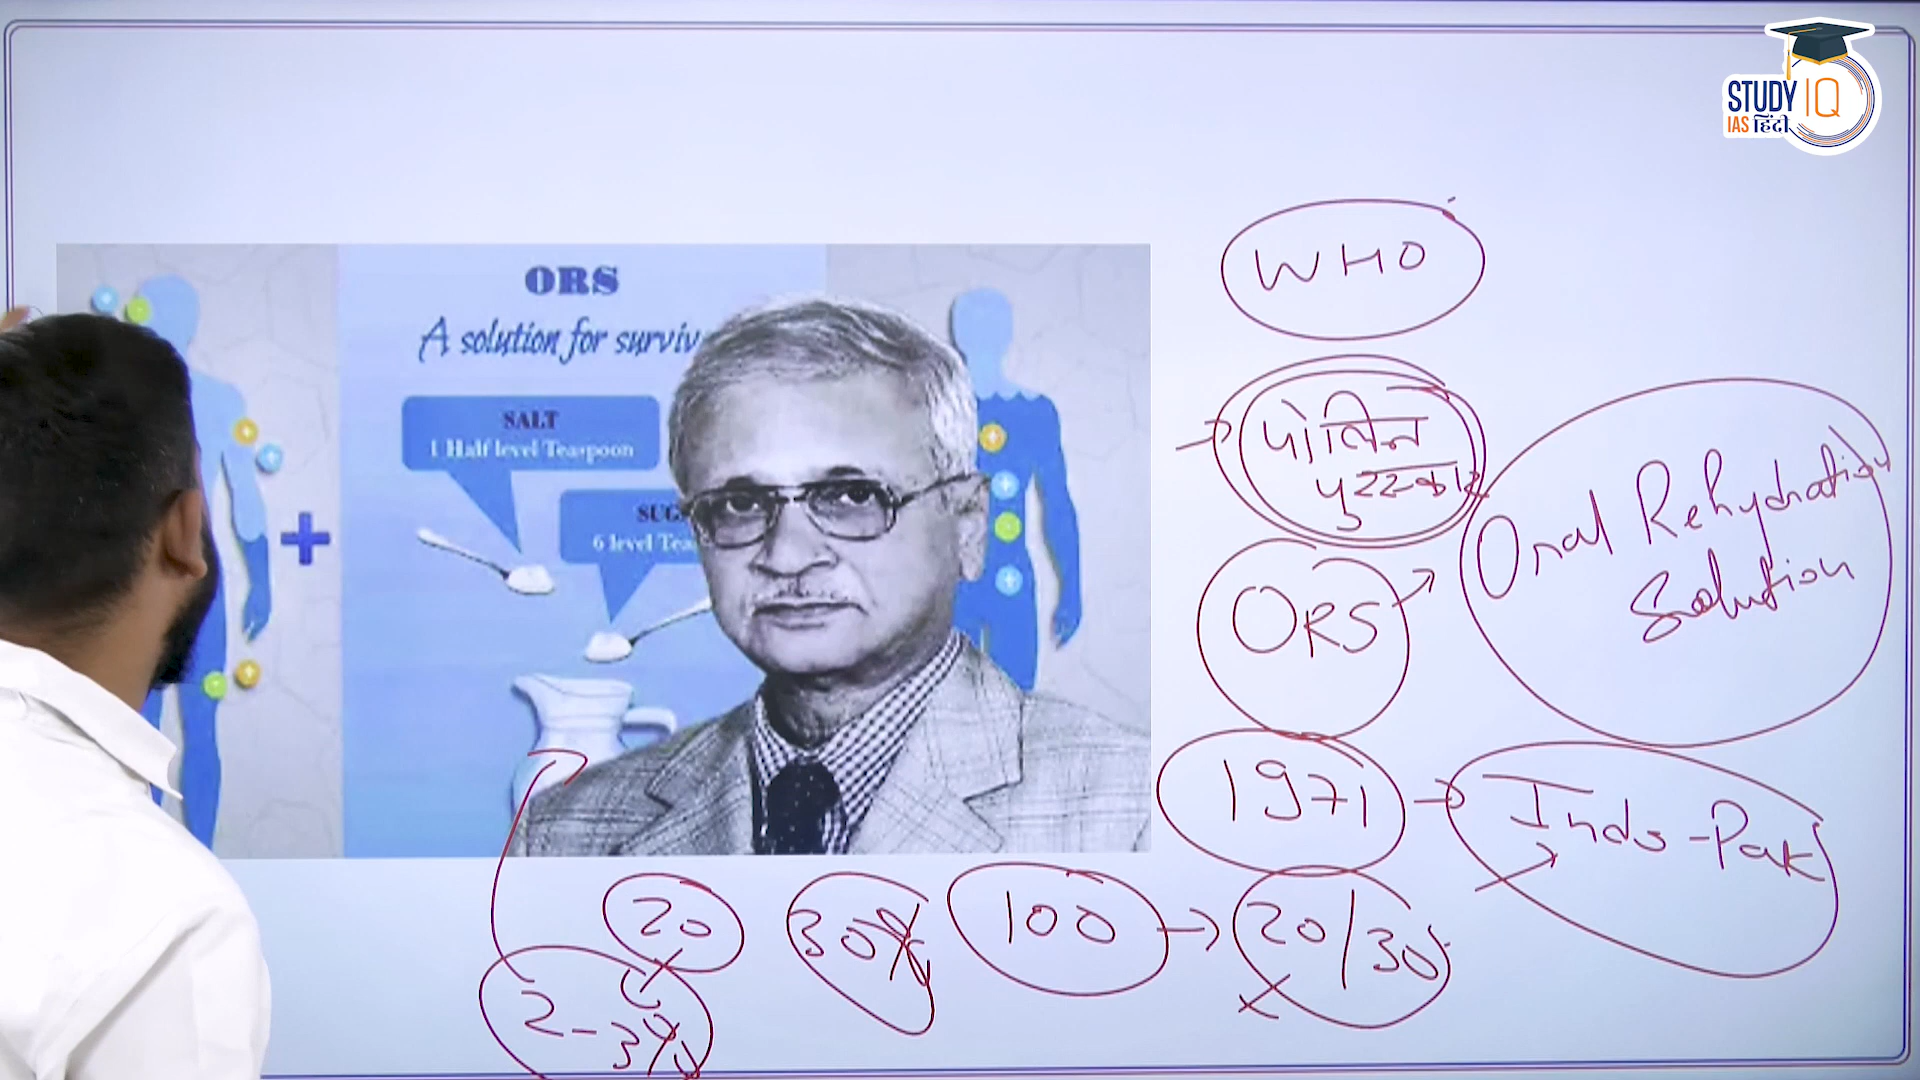 STUDY IQ
IAS हिंदी
ORS
A solution for surviv
SALT
1 Half level Teaspoon
SUG
6 level Tea
WHO
पोलिन
पुरस्कार
ORS
Oral Rehydration
Solution
1971
Indo-Pak
20
30%
100
20/30%
2-3%